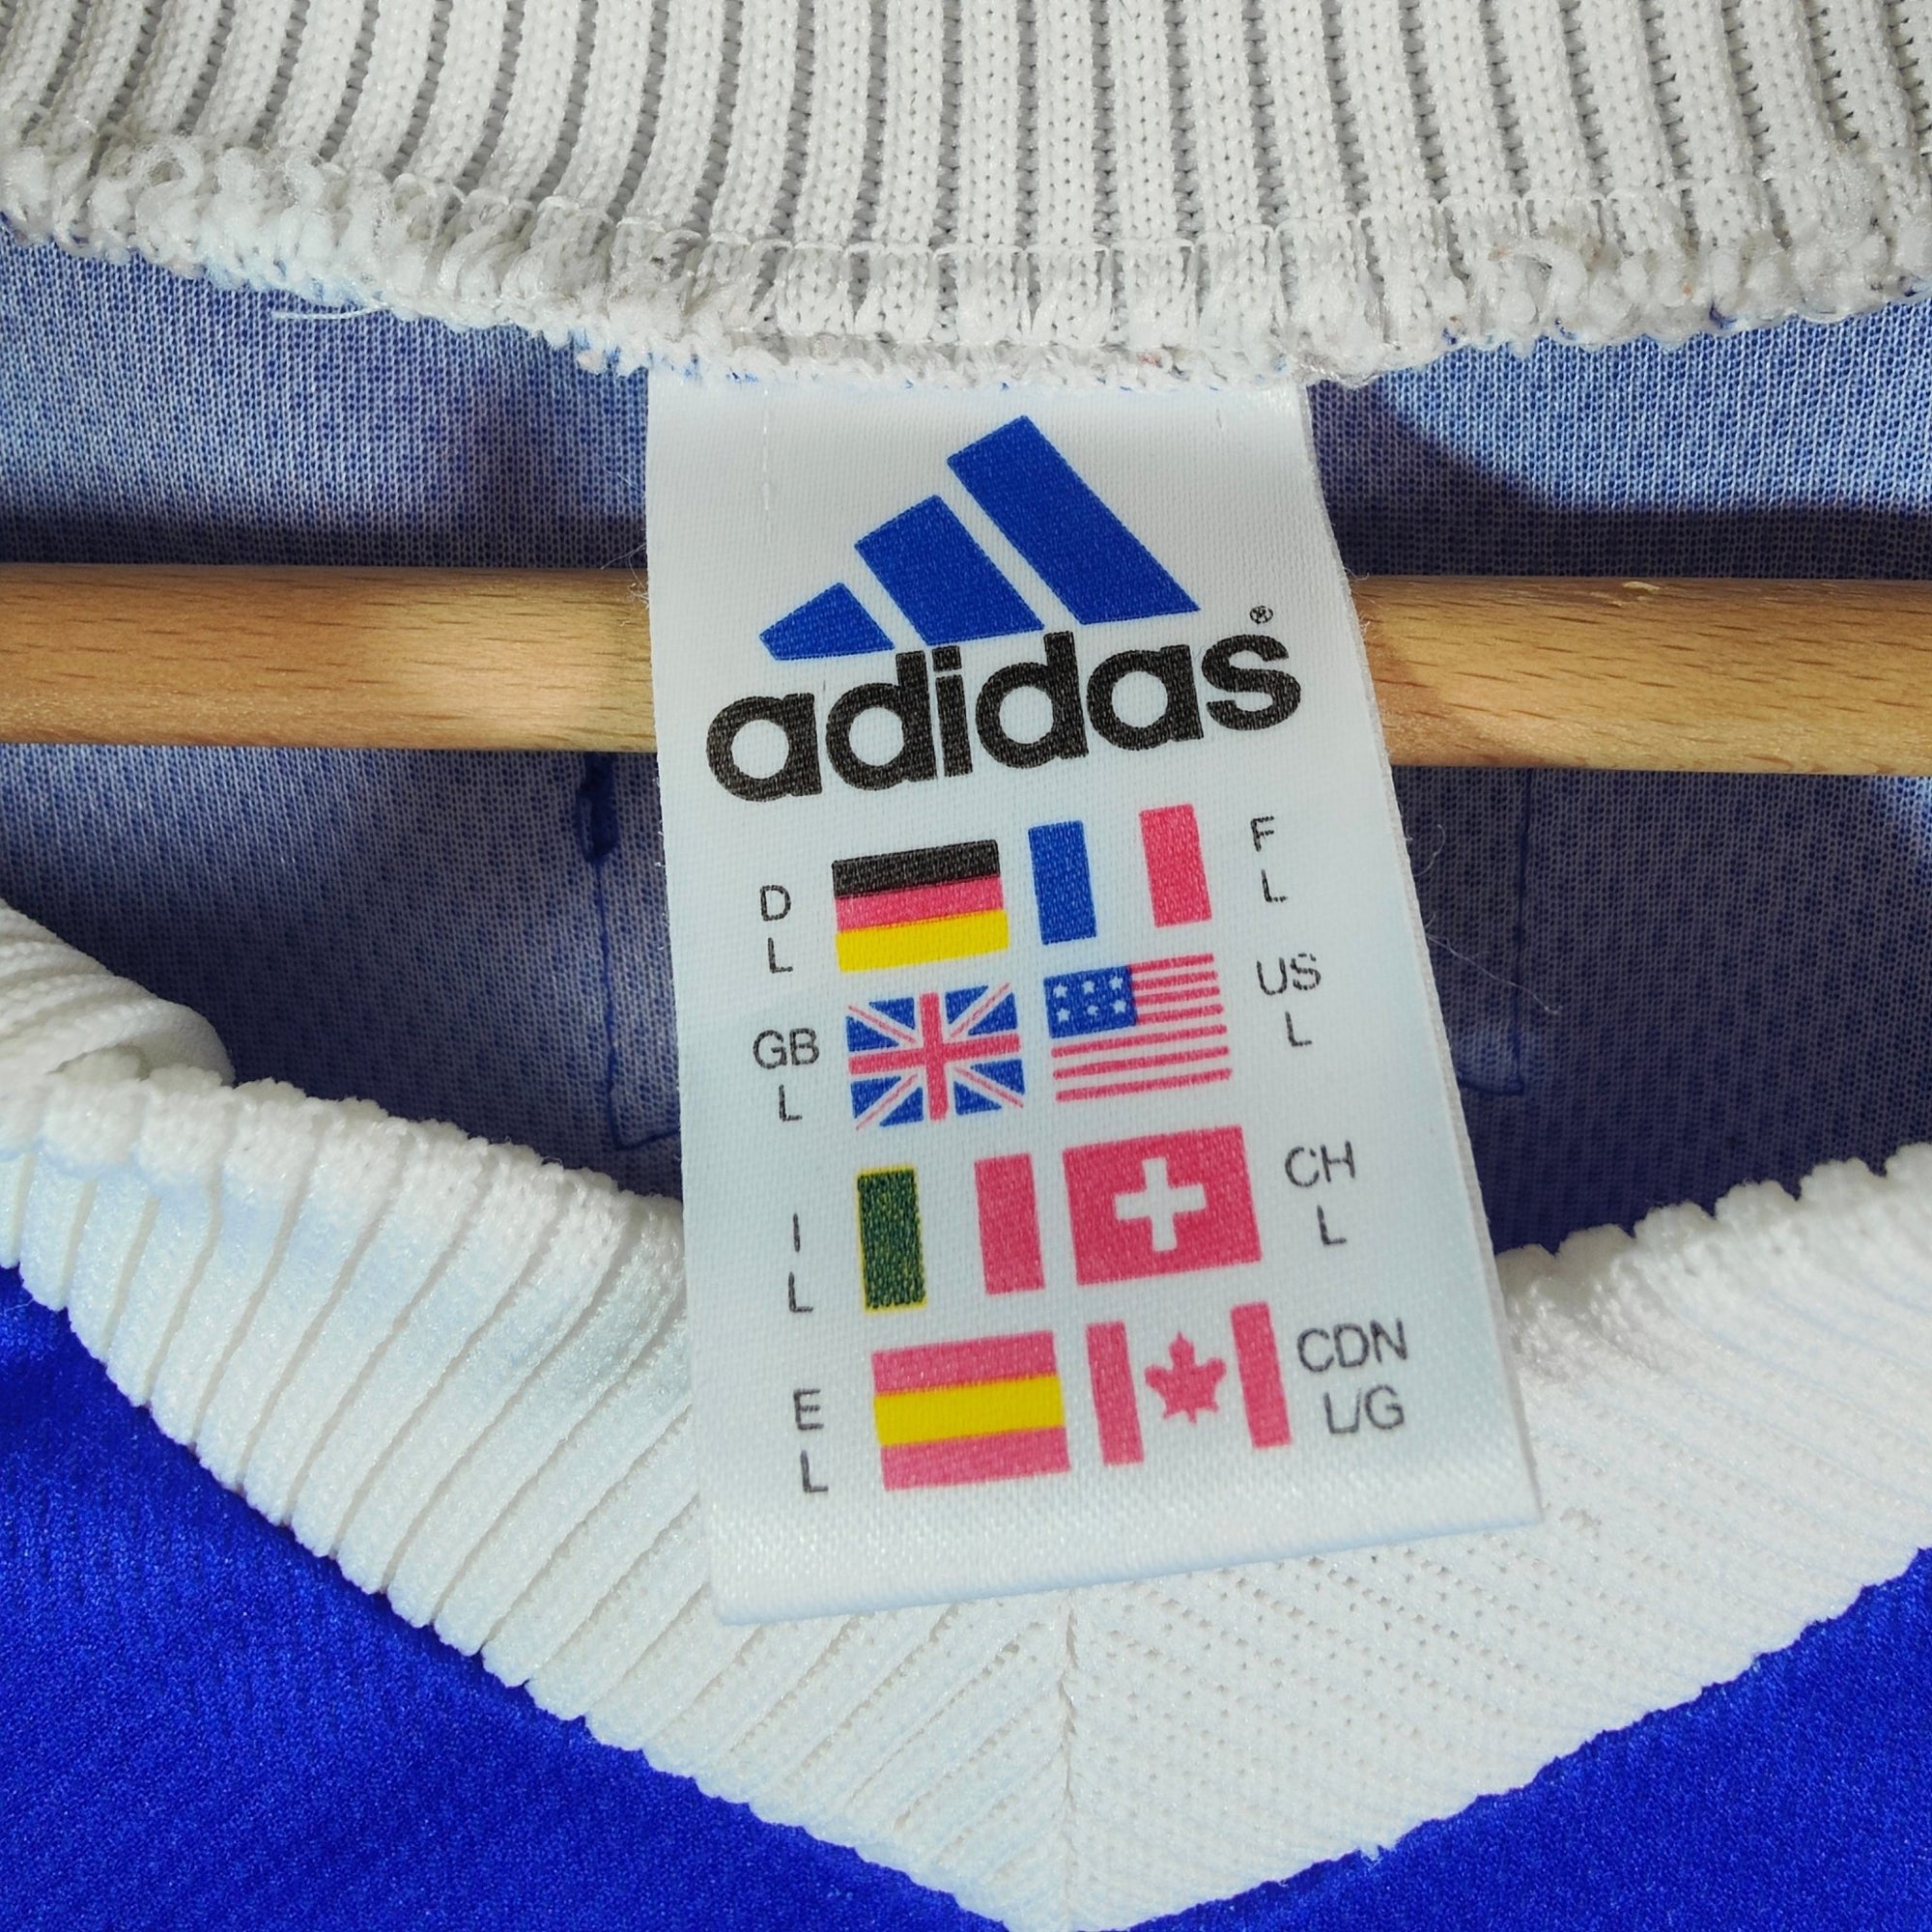 adidas®
D F
L L
GB US
L L
I CH
L L
E CDN
L L/G